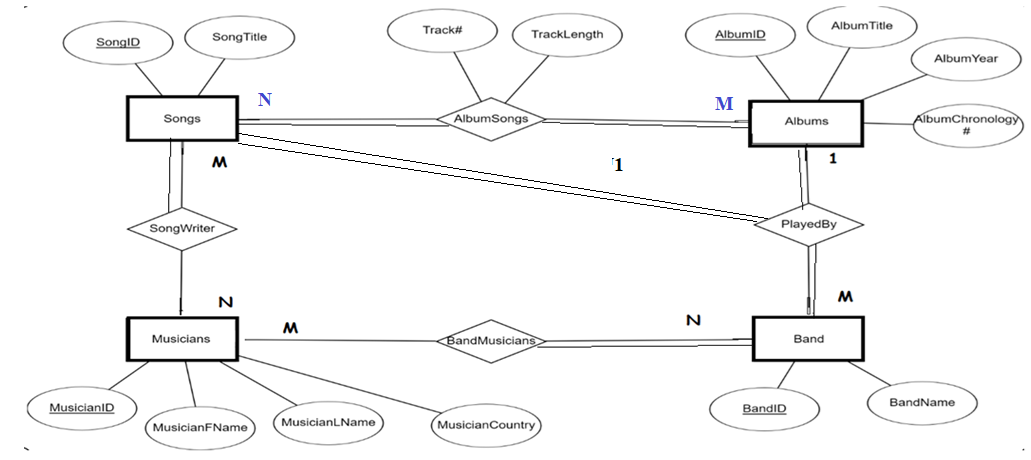 SongID
SongTitle
Track#
TrackLength
AlbumID
AlbumTitle
AlbumYear
AlbumChronology
#
Songs
N
AlbumSongs
M
Albums
M
1
1
SongWriter
PlayedBy
N
M
N
M
Musicians
BandMusicians
Band
MusicianID
MusicianFName
MusicianLName
MusicianCountry
BandID
BandName